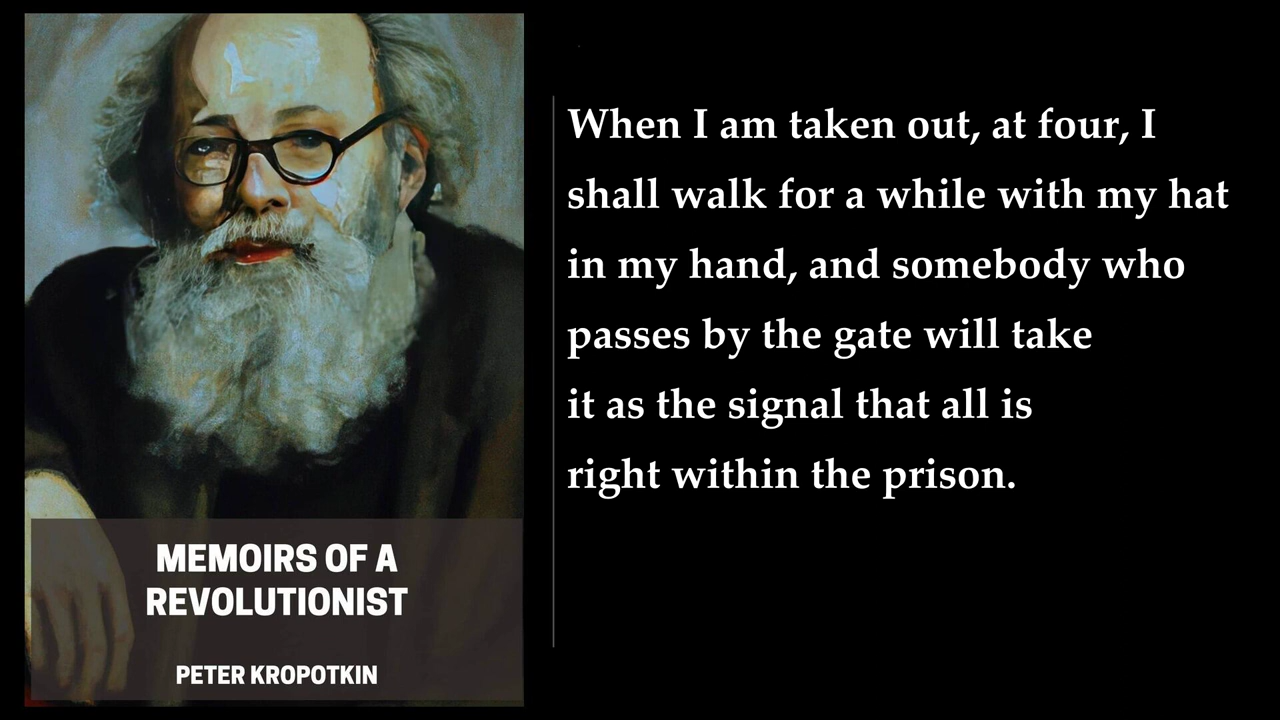 When I am taken out, at four, I
shall walk for a while with my hat
in my hand, and somebody who
passes by the gate will take
it as the signal that all is
right within the prison.
MEMOIRS OF A
REVOLUTIONIST
PETER KROPOTKIN